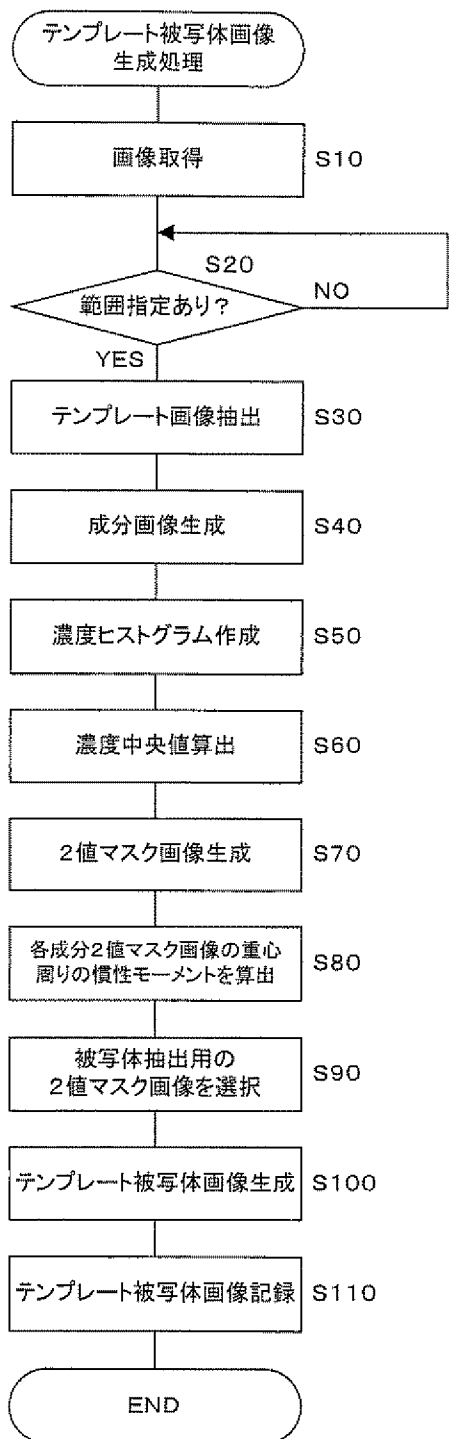 テンプレート被写体画像
生成処理
画像取得
S10
S20
範囲指定あり?
NO
YES
テンプレート画像抽出
S30
成分画像生成
S40
濃度ヒストグラム作成
S50
濃度中央値算出
S60
2値マスク画像生成
S70
各成分2値マスク画像の重心
周りの慣性モーメントを算出
S80
被写体抽出用の
2値マスク画像を選択
S90
テンプレート被写体画像生成
S100
テンプレート被写体画像記録
S110
END